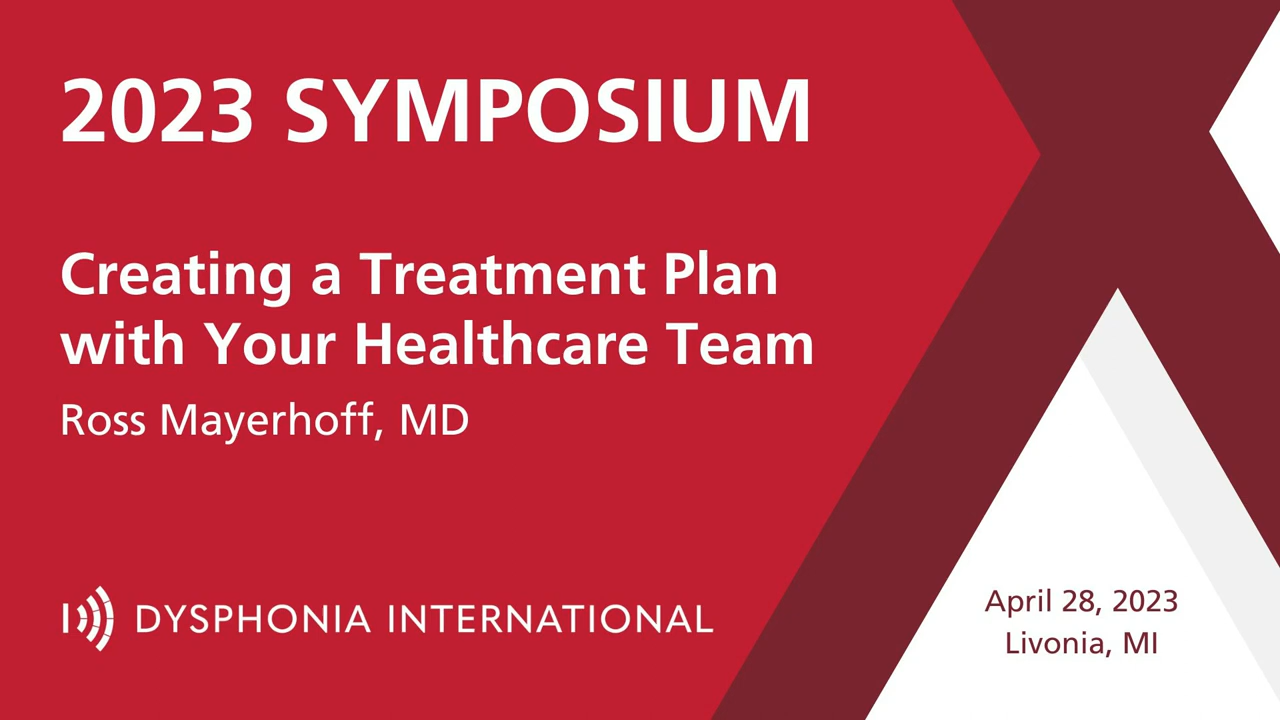 2023 SYMPOSIUM
Creating a Treatment Plan
with Your Healthcare Team
Ross Mayerhoff, MD
DYSPHONIA INTERNATIONAL
April 28, 2023
Livonia, MI